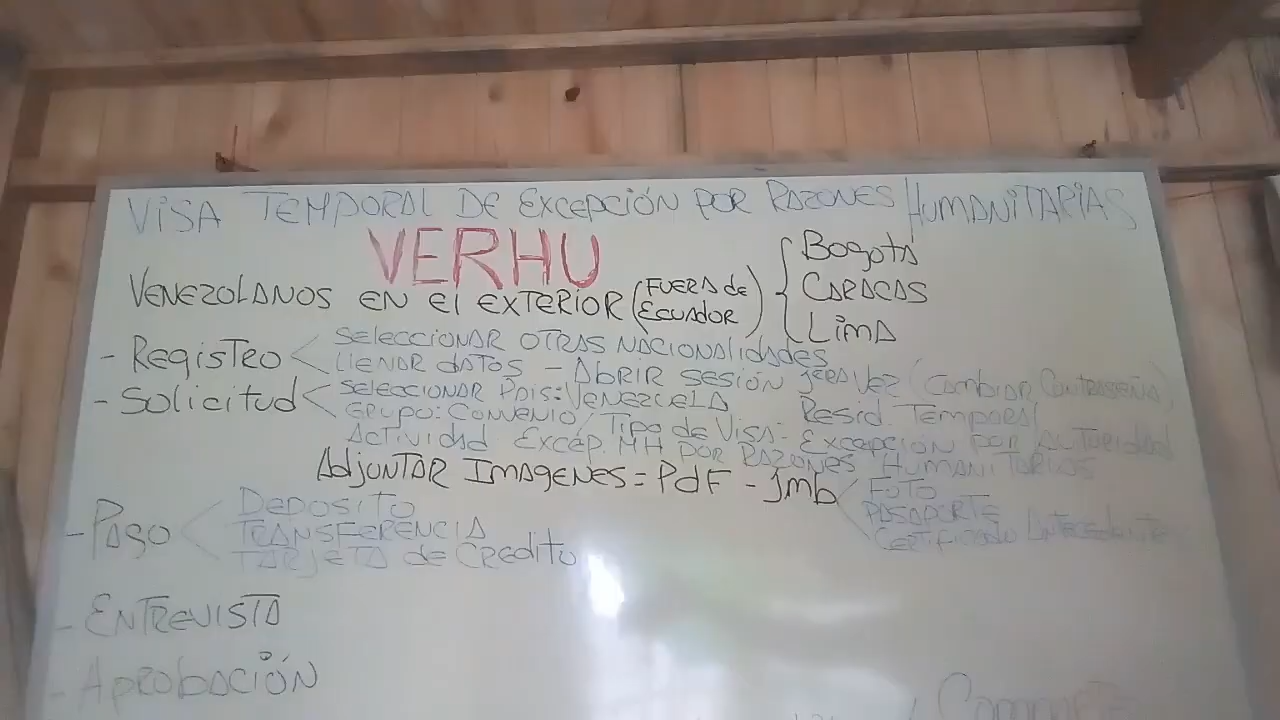 VISA TEMPORAL DE EXCEPCIÓN POR RAZONES HUMANITARIAS
VERHU
VENEZOLANOS EN El EXTERIOR (FUERA de ECUADOR)
Bogotá
CARACAS
LimA
- REGISTRO
SELECCIONAR OTRAS NACIONALIDADES
LLENAR DATOS - ABRIR SESIÓN 1ERA VEZ (CAMBIAR CONTRASEÑA)
- SOlicitud
SELECCIONAR PAIS: VENEZUELA
Resid. TEMPORAL
GRUPO: CONVENIO / Tipo de VISA: EXCEPCIÓN POR AUTORIDAD
ACTIVIDAD EXCEP. MH POR RAZONES HUMANITARIAS
AdJUNTAR IMAGENES = PdF - 1mb
FOTO
PASAPORTE
CERTIFICADO ANTECEDENTES
- PAGO
DEPOSITO
TRANSFERENCIA
TARJETA de CREDITO
- ENTREVISTA
- APROBACIÓN